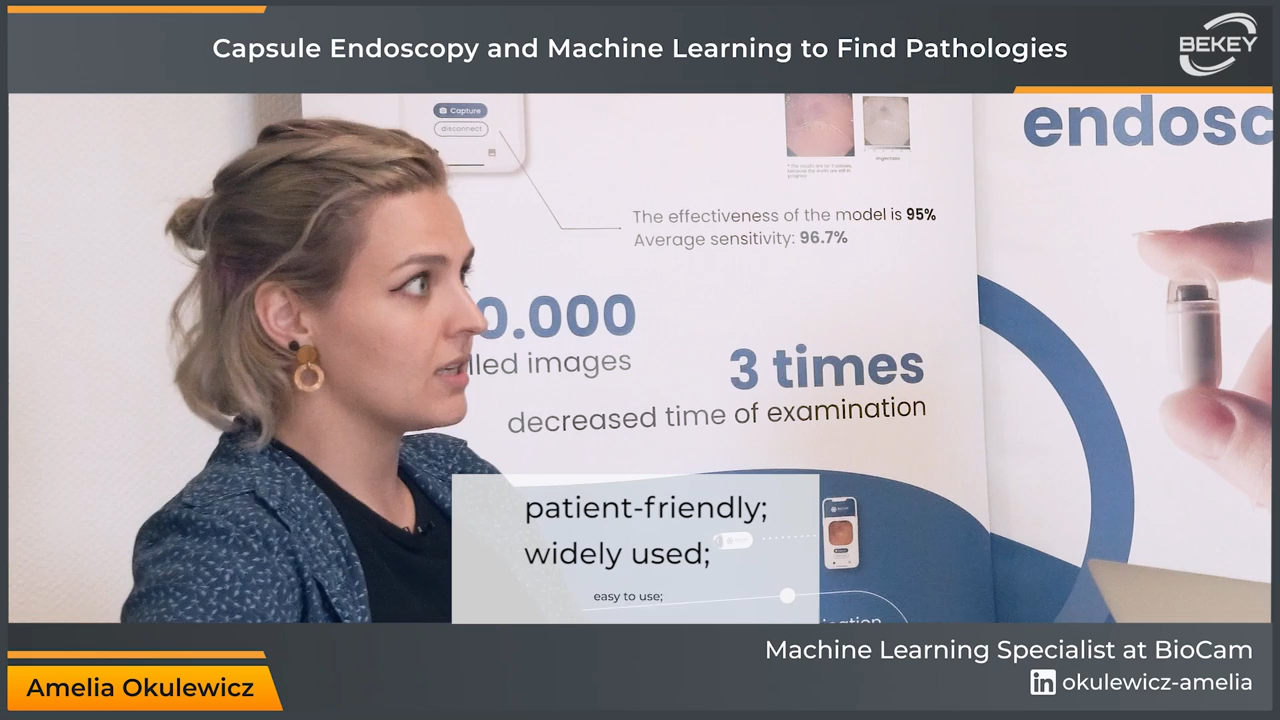 Capsule Endoscopy and Machine Learning to Find Pathologies
BEKEY
Capture
disconnect
The effectiveness of the model is 95%
Average sensitivity: 96.7%
endosc
0.000
lled images
3 times
decreased time of examination
patient-friendly;
widely used;
easy to use;
Amelia Okulewicz
Machine Learning Specialist at BioCam
in okulewicz-amelia